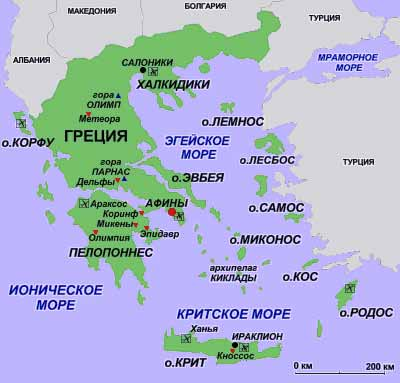 БОЛГАРИЯ
МАКЕДОНИЯ
ТУРЦИЯ
АЛБАНИЯ
САЛОНИКИ
ХАЛКИДИКИ
МРАМОРНОЕ
МОРЕ
гора
ОЛИМП
Метеора
о.ЛЕМНОС
о.КОРФУ
ГРЕЦИЯ
ЭГЕЙСКОЕ
МОРЕ
о.ЛЕСБОС
ТУРЦИЯ
гора
ПАРНАС
Дельфы
о.ЭВБЕЯ
Араксос
АФИНЫ
Коринф
Микены
о.САМОС
Олимпия
Эпидавр
о.МИКОНОС
ПЕЛОПОННЕС
архипелаг
КИКЛАДЫ
о.КОС
ИОНИЧЕСКОЕ
МОРЕ
КРИТСКОЕ МОРЕ
о.РОДОС
Ханья
ИРАКЛИОН
Кноссос
о.КРИТ
0 км
200 км